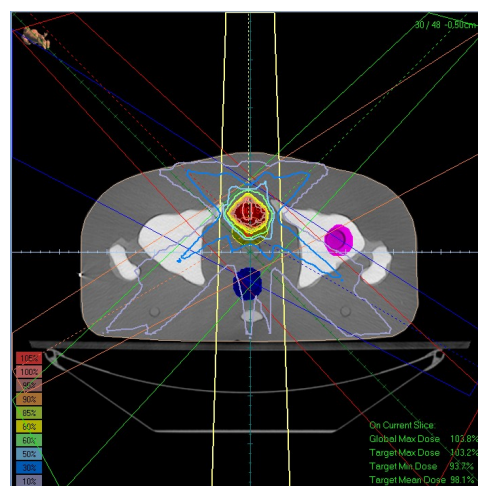 30 / 48 -0.50cm
105%
100%
95%
90%
85%
69%
60%
50%
30%
10%
On Current Slice:
Global Max Dose 103.8%
Target Max Dose 103.2%
Target Min Dose 93.7%
Target Mean Dose 98.1%